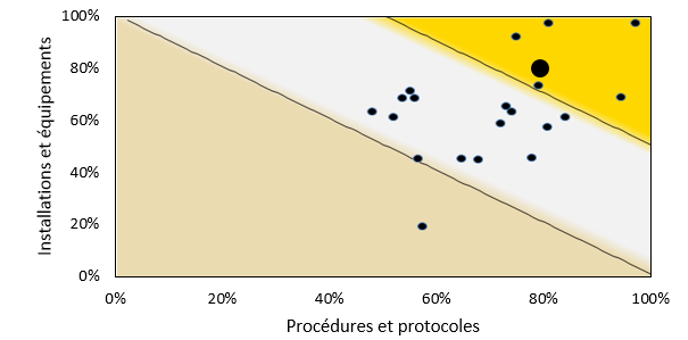 100%
80%
60%
40%
20%
0%
Installations et équipements
0% 20% 40% 60% 80% 100%
Procédures et protocoles